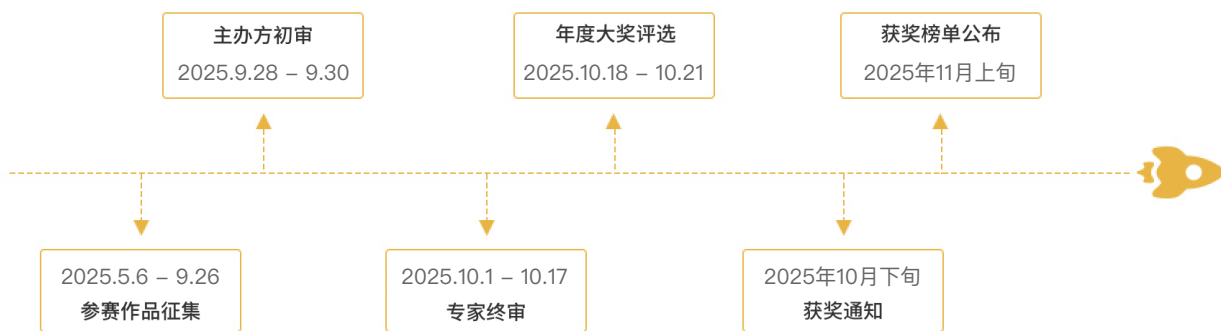 主办方初审
2025.9.28 – 9.30
年度大奖评选
2025.10.18 – 10.21
获奖榜单公布
2025年11月上旬
2025.5.6 – 9.26
参赛作品征集
2025.10.1 – 10.17
专家终审
2025年10月下旬
获奖通知